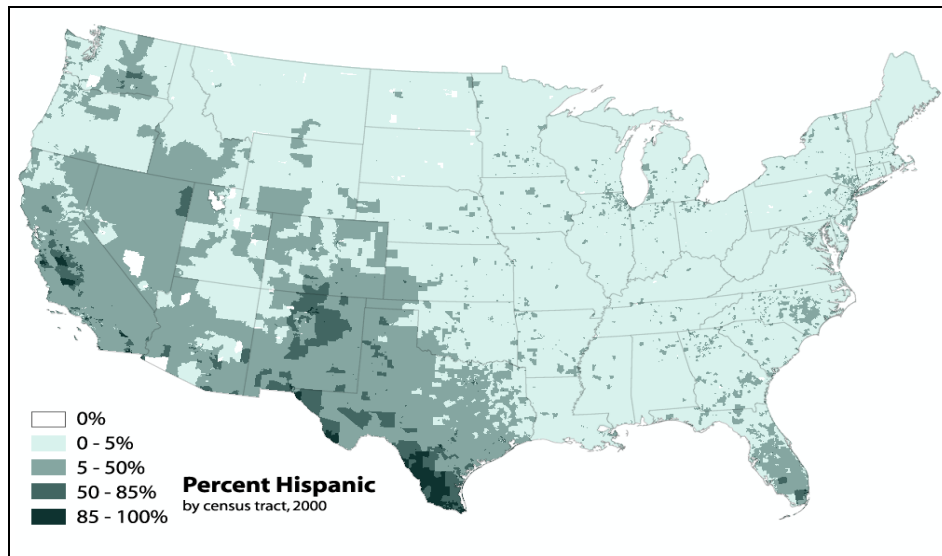 0%
0 - 5%
5 - 50%
50 - 85%
85 - 100%
Percent Hispanic
by census tract, 2000